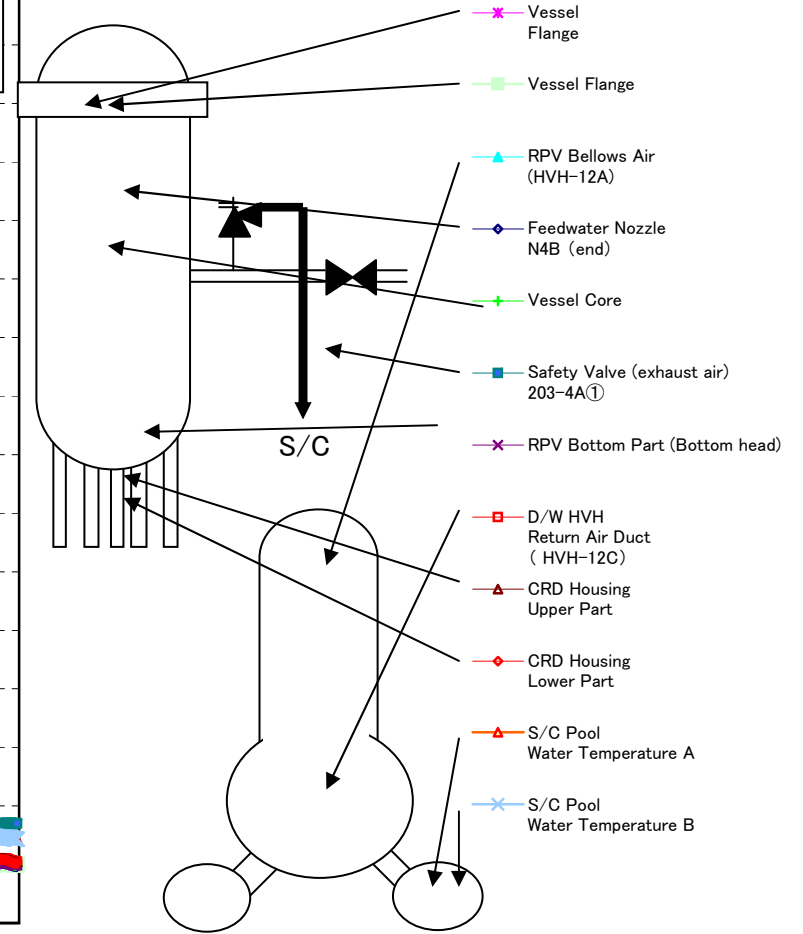 Vessel
Flange
Vessel Flange
RPV Bellows Air
(HVH-12A)
Feedwater Nozzle
N4B (end)
Vessel Core
Safety Valve (exhaust air)
203-4A①
S/C
RPV Bottom Part (Bottom head)
D/W HVH
Return Air Duct
( HVH-12C)
CRD Housing
Upper Part
CRD Housing
Lower Part
S/C Pool
Water Temperature A
S/C Pool
Water Temperature B